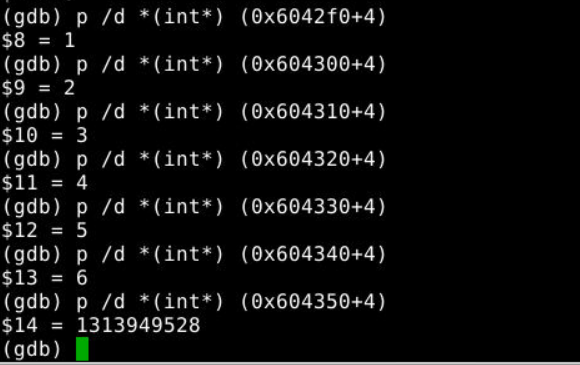 (gdb) p /d *(int*) (0x6042f0+4)
$8 = 1
(gdb) p /d *(int*) (0x604300+4)
$9 = 2
(gdb) p /d *(int*) (0x604310+4)
$10 = 3
(gdb) p /d *(int*) (0x604320+4)
$11 = 4
(gdb) p /d *(int*) (0x604330+4)
$12 = 5
(gdb) p /d *(int*) (0x604340+4)
$13 = 6
(gdb) p /d *(int*) (0x604350+4)
$14 = 1313949528
(gdb)